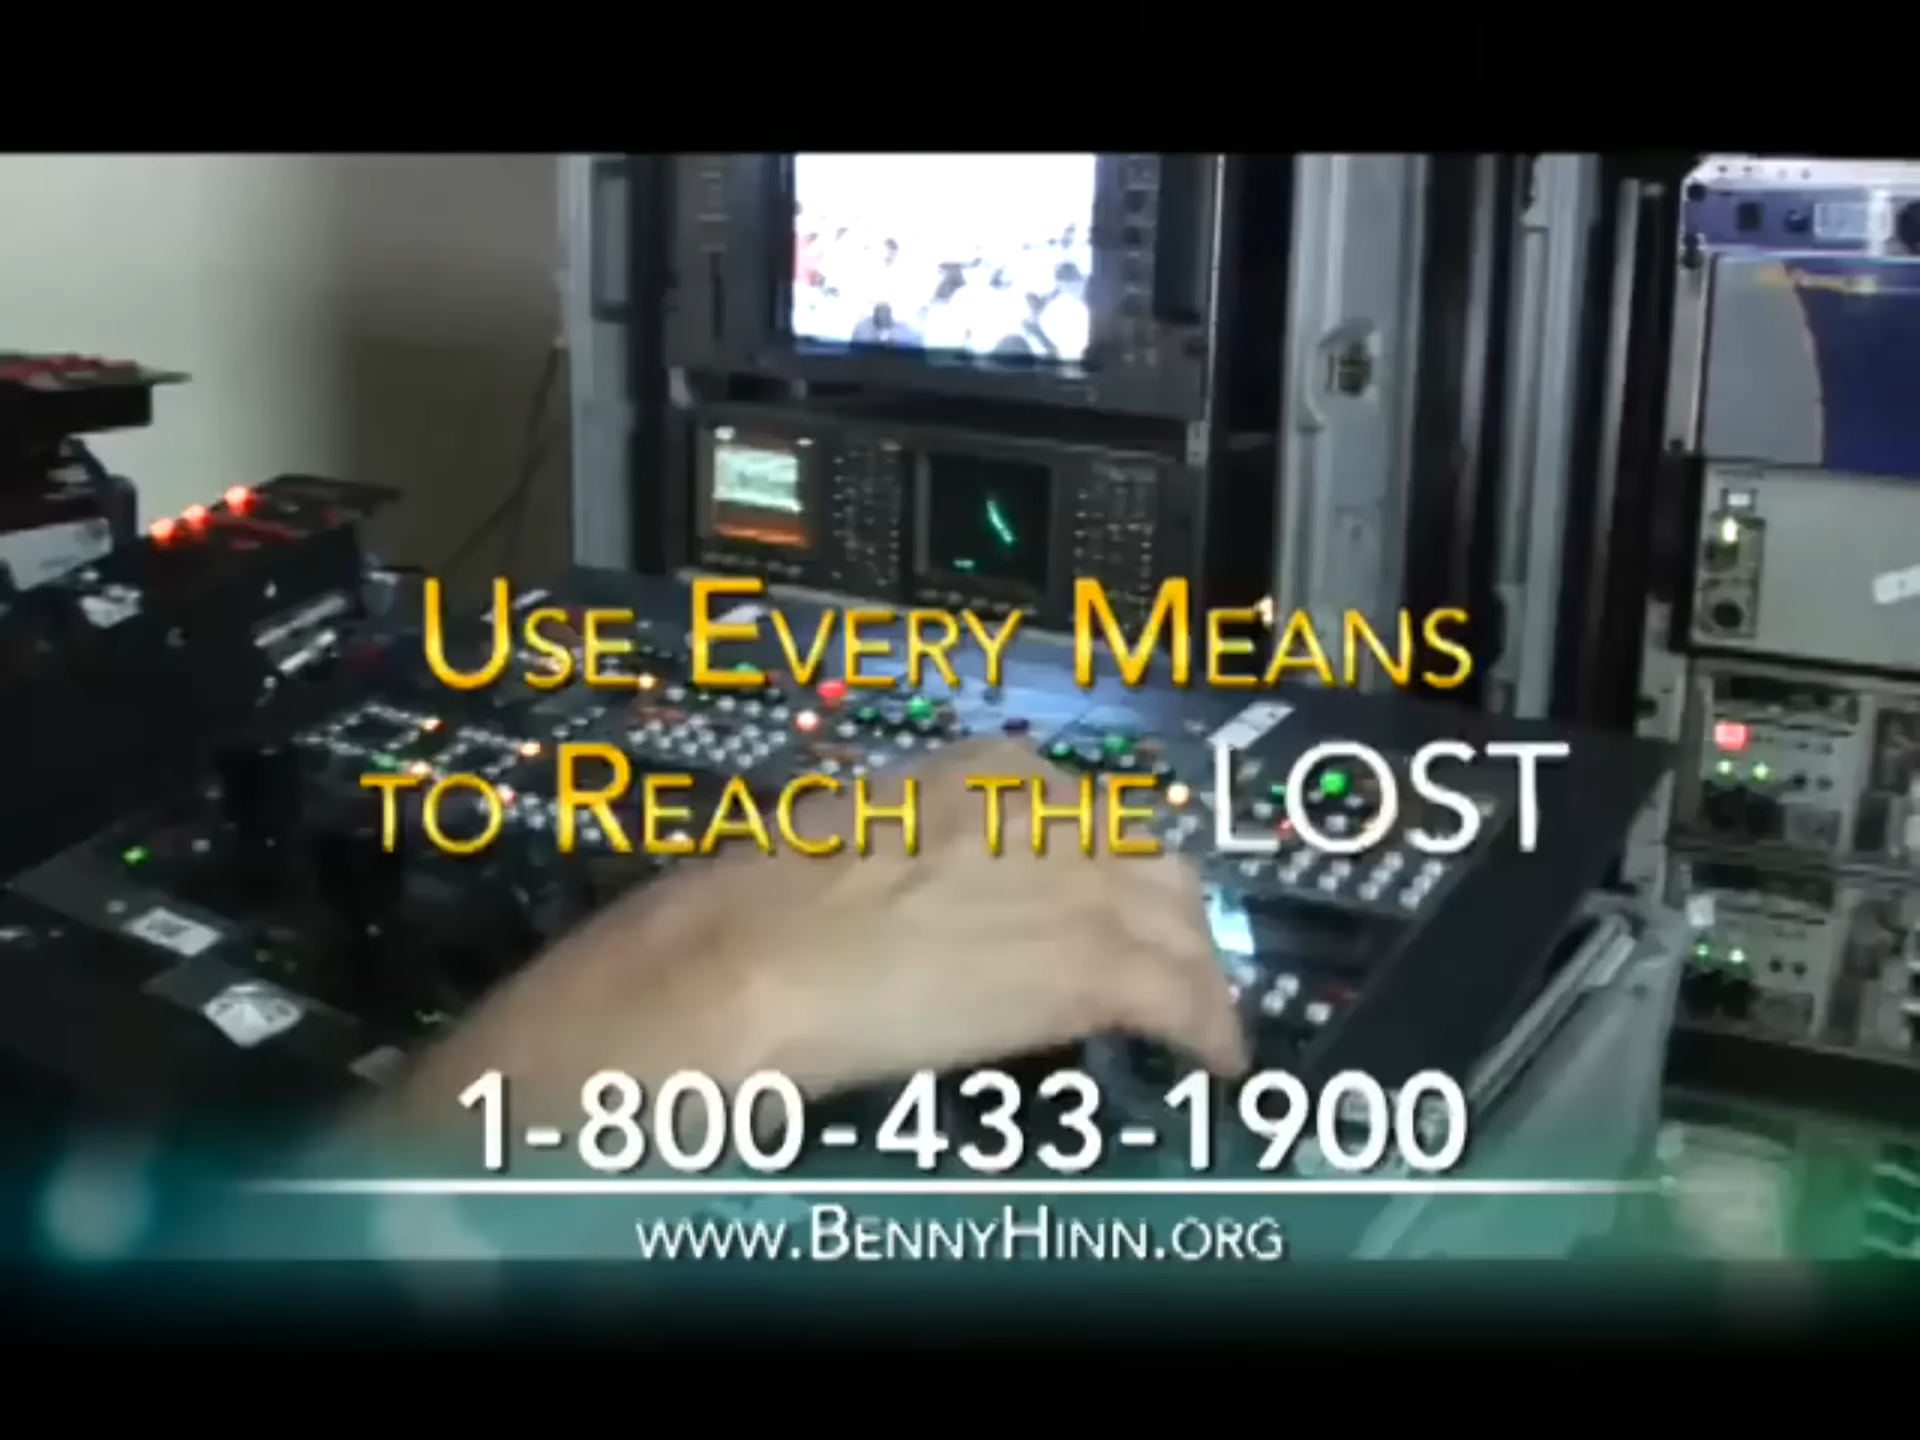 USE EVERY MEANS
TO REACH THE LOST
1-800-433-1900
WWW.BENNYHINN.ORG